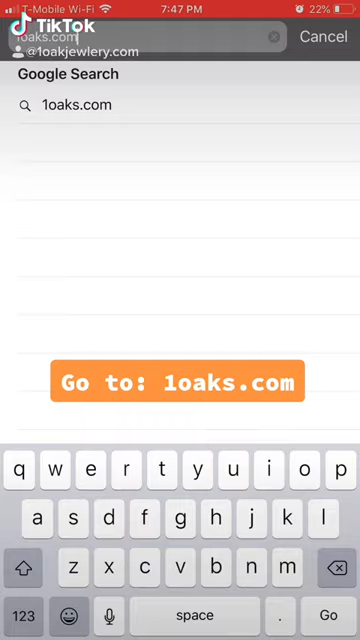 T-Mobile Wi-Fi 7:47 PM 22%
TikTok
1oaks.com Cancel
@1oakjewlery.com
Google Search
1oaks.com
Go to: 1oaks.com
q w e r t y u i o p
a s d f g h j k l
z x c v b n m
123 space . Go